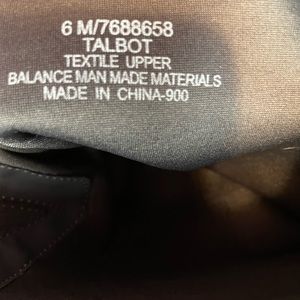 6 M/7688658
TALBOT
TEXTILE UPPER
BALANCE MAN MADE MATERIALS
MADE IN CHINA-900